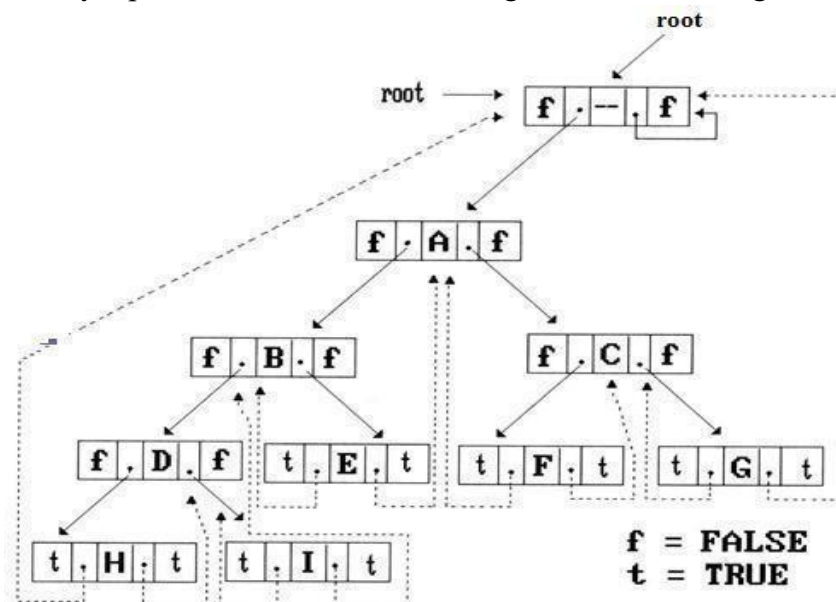 root
root
f . -- . f
f . A . f
f . B . f
f . C . f
f . D . f
t . E . t
t . F . t
t . G . t
t . H . t
t . I . t
f = FALSE
t = TRUE